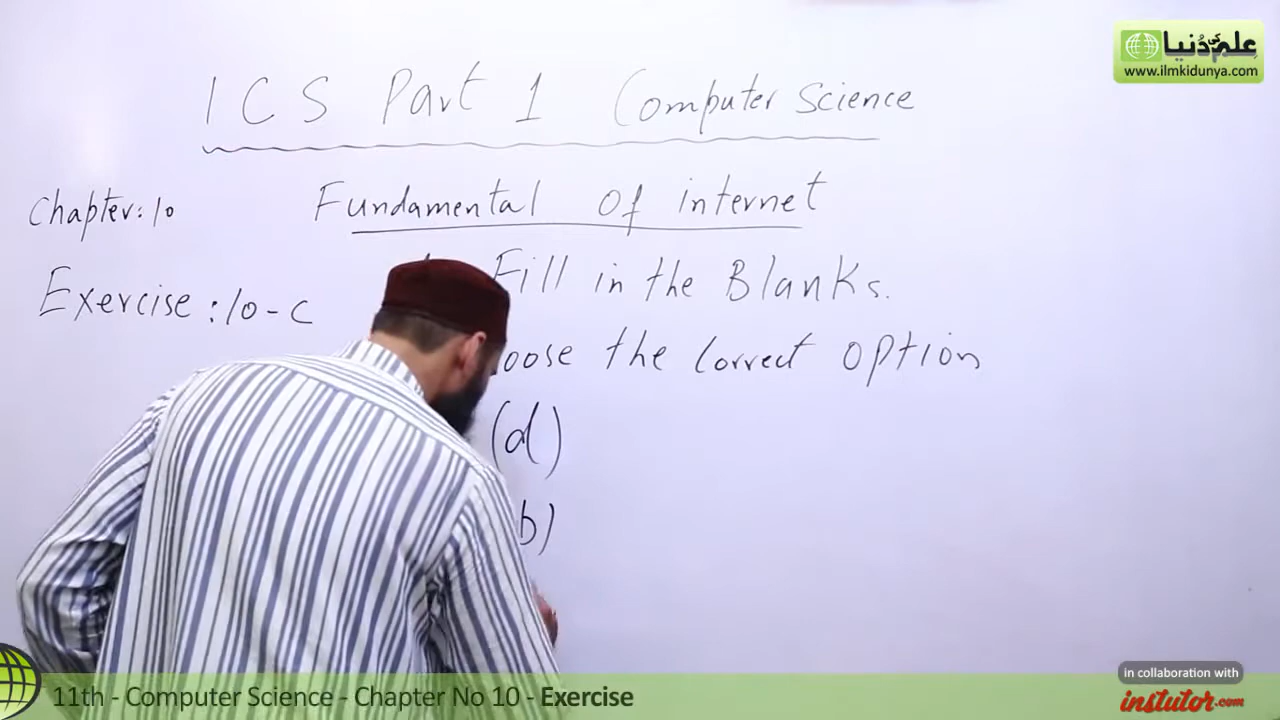 علم کی دُنیا
www.ilmkidunya.com
ICS Part 1 Computer Science
Chapter:10
Fundamental Of internet
Fill in the Blanks.
Exercise:10-C
oose the Correct option
(d)
b)
in collaboration with
instutor.com
11th - Computer Science - Chapter No 10 - Exercise